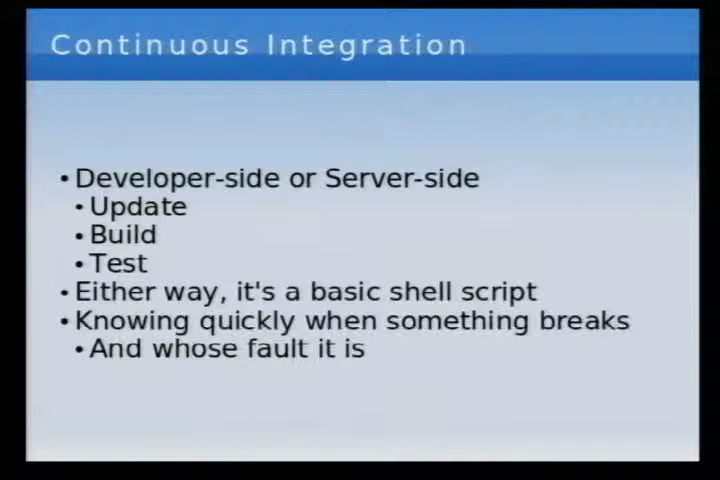 Continuous Integration
• Developer-side or Server-side
• Update
• Build
• Test
• Either way, it's a basic shell script
• Knowing quickly when something breaks
• And whose fault it is